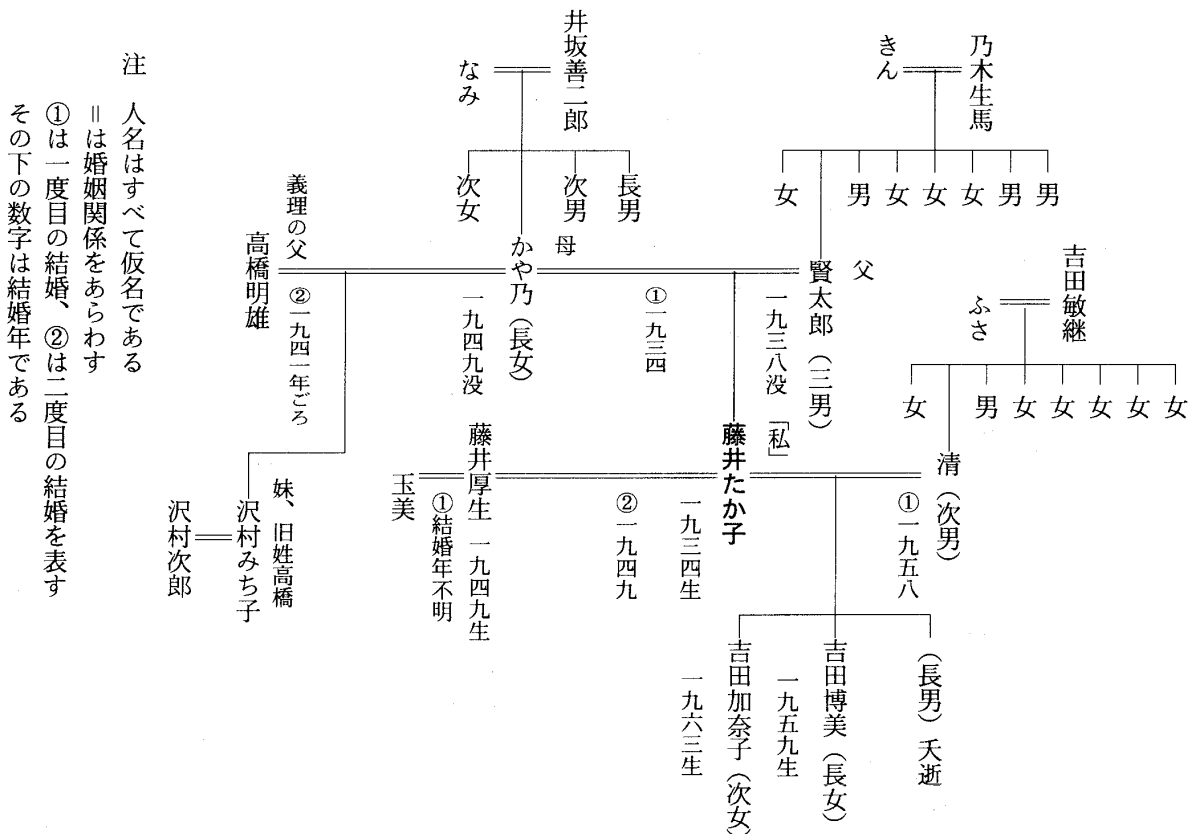 乃木生馬
きん
男
男
女
女
女
男
女
父
賢太郎(三男)
一九三八没
吉田敏継
ふさ
女
女
女
女
女
男
女
清(次男)
①一九五八
井坂善二郎
なみ
長男
次男
次女
母
かや乃(長女)
一九四九没
①一九三四
義理の父
高橋明雄
②一九四一年ごろ
「私」
藤井たか子
一九三四生
②一九四九
藤井厚生 一九四九生
①結婚年不明
玉美
妹、旧姓高橋
沢村みち子
沢村次郎
(長男)夭逝
吉田博美(長女)
一九五九生
吉田加奈子(次女)
一九六三生
注 人名はすべて仮名である
=は婚姻関係をあらわす
①は一度目の結婚、②は二度目の結婚を表す
その下の数字は結婚年である